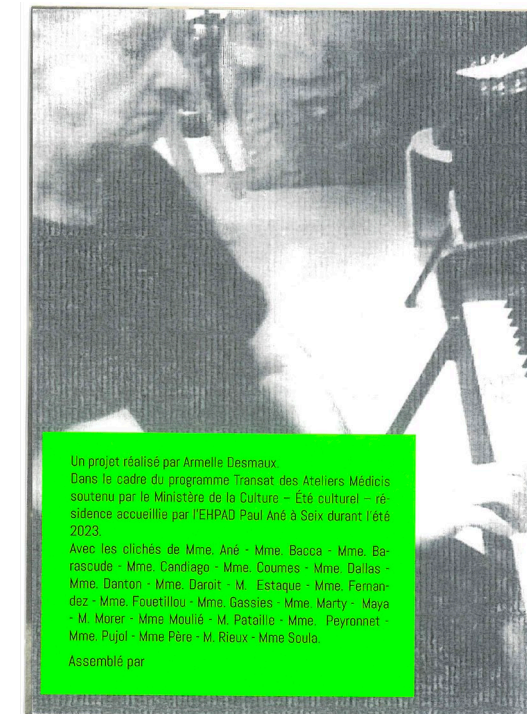 Un projet réalisé par Armelle Desmaux.
Dans le cadre du programme Transat des Ateliers Médicis
soutenu par le Ministère de la Culture – Été culturel – ré-
sidence accueillie par l'EHPAD Paul Ané à Seix durant l'été
2023.
Avec les clichés de Mme. Ané - Mme. Bacca - Mme. Ba-
rascude - Mme. Candiago - Mme. Coumes - Mme. Dallas -
Mme. Danton - Mme. Daroit - M. Estaque - Mme. Fernan-
dez - Mme. Fouetillou - Mme. Gassies - Mme. Marty - Maya
- M. Morer - Mme Moulié - M. Pataille - Mme. Peyronnet -
Mme. Pujol - Mme Père - M. Rieux - Mme Soula.
Assemblé par